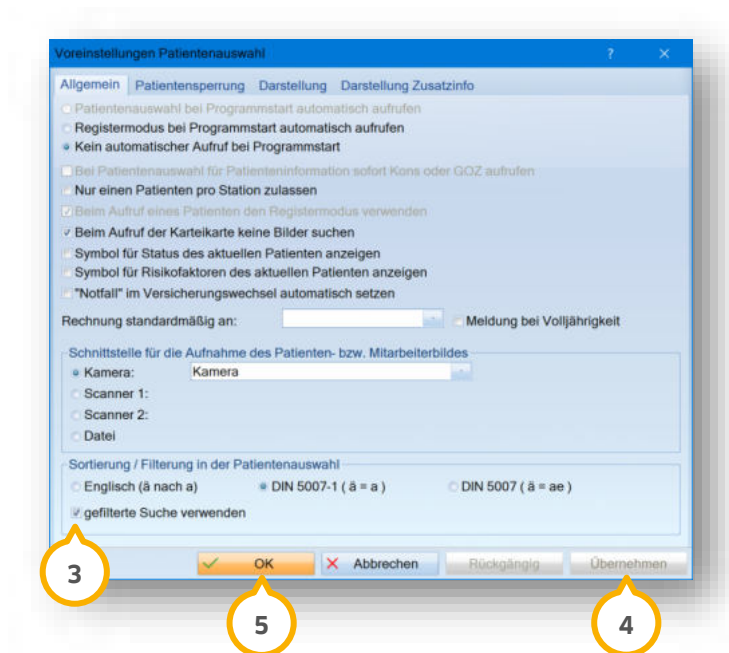 Voreinstellungen Patientenauswahl ? ×
Allgemein Patientensperrung Darstellung Darstellung Zusatzinfo
Patientenauswahl bei Programmstart automatisch aufrufen
Registermodus bei Programmstart automatisch aufrufen
Kein automatischer Aufruf bei Programmstart
Bei Patientenauswahl für Patienteninformation sofort Kons oder GOZ aufrufen
Nur einen Patienten pro Station zulassen
Beim Aufruf eines Patienten den Registermodus verwenden
Beim Aufruf der Karteikarte keine Bilder suchen
Symbol für Status des aktuellen Patienten anzeigen
Symbol für Risikofaktoren des aktuellen Patienten anzeigen
"Notfall" im Versicherungswechsel automatisch setzen
Rechnung standardmäßig an: Meldung bei Volljährigkeit
Schnittstelle für die Aufnahme des Patienten- bzw. Mitarbeiterbildes
Kamera: Kamera
Scanner 1:
Scanner 2:
Datei
Sortierung / Filterung in der Patientenauswahl
Englisch (ä nach a) DIN 5007-1 ( ä = a ) DIN 5007 ( ä = ae )
gefilterte Suche verwenden
OK Abbrechen Rückgängig Übernehmen
3
5 4